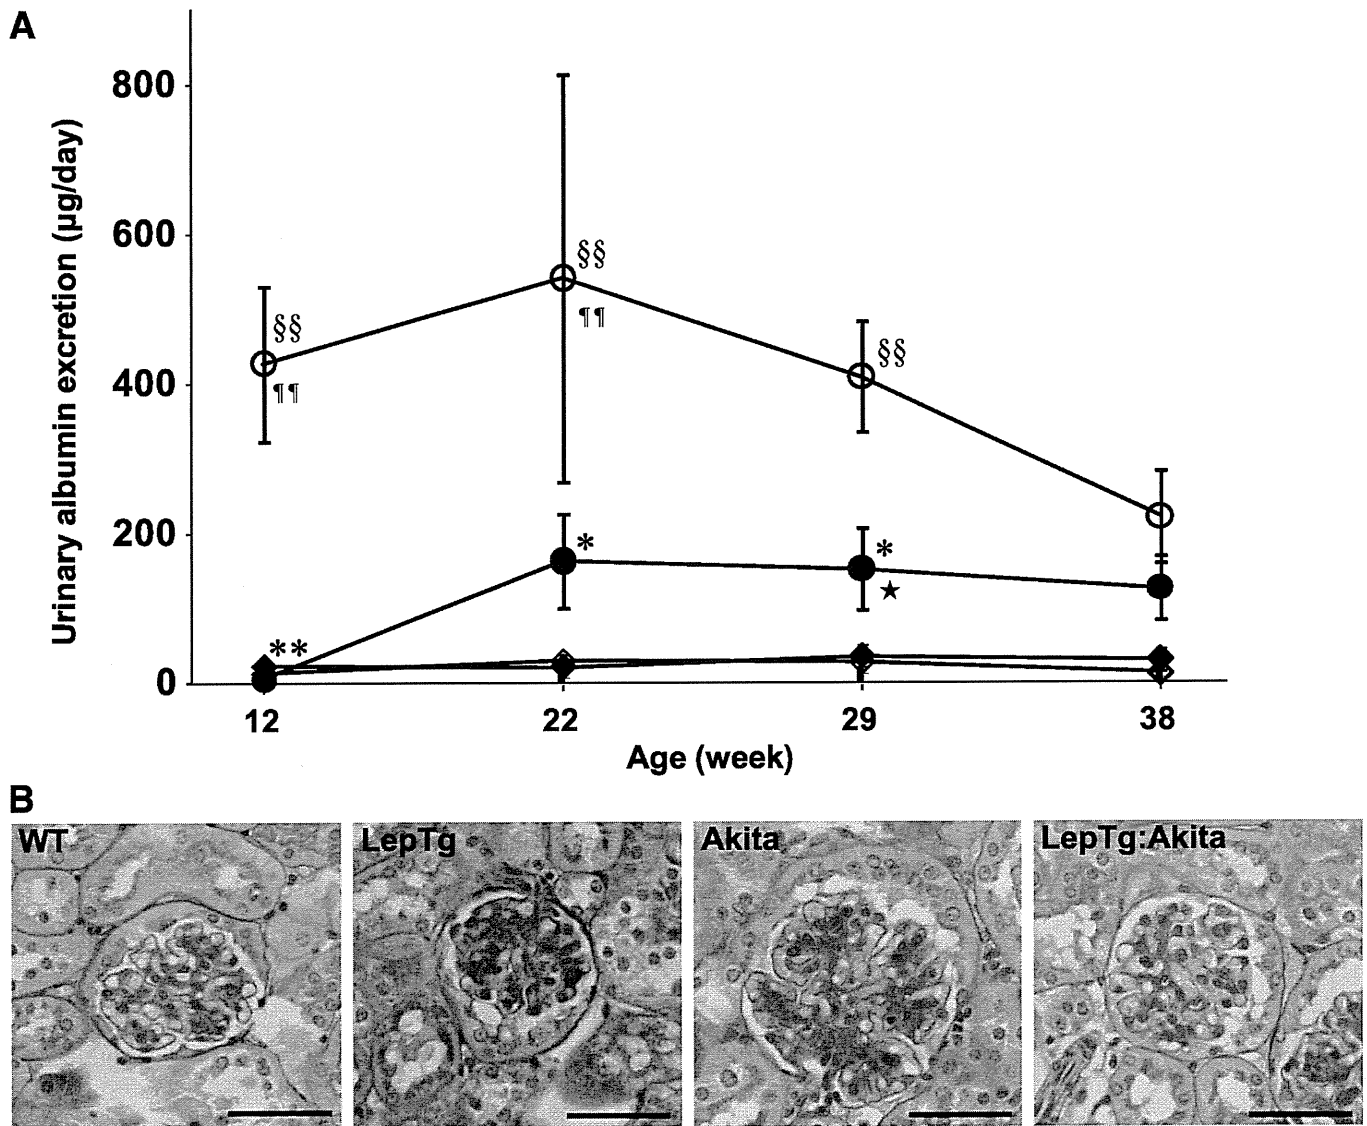 A
Urinary albumin excretion (µg/day)
800
600
400
200
0
§§
¶¶
§§
¶¶
§§
*
*
★
**
12 22 29 38
Age (week)
B
WT LepTg Akita LepTg:Akita